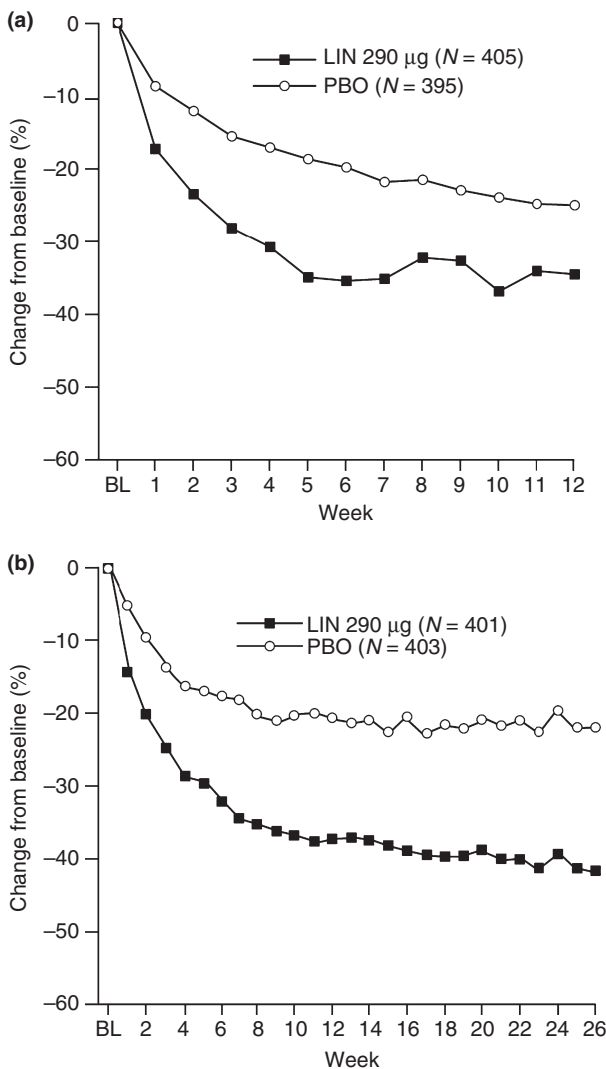 (a)
0
–10
–20
–30
–40
–50
–60
Change from baseline (%)
LIN 290 µg (N = 405)
PBO (N = 395)
BL 1 2 3 4 5 6 7 8 9 10 11 12
Week
(b)
0
–10
–20
–30
–40
–50
–60
Change from baseline (%)
LIN 290 µg (N = 401)
PBO (N = 403)
BL 2 4 6 8 10 12 14 16 18 20 22 24 26
Week